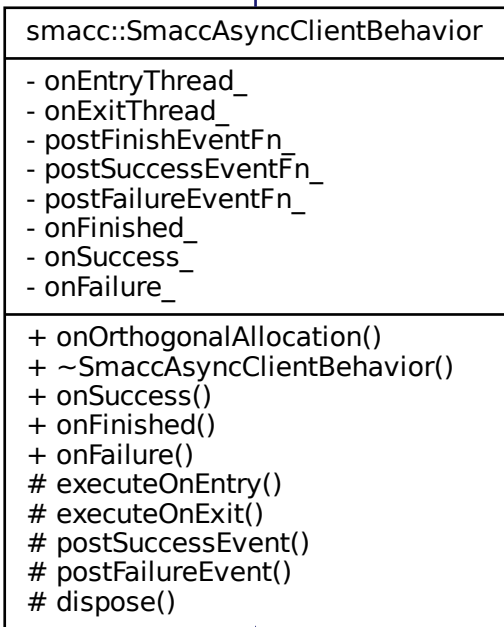 smacc::SmaccAsyncClientBehavior
- onEntryThread_
- onExitThread_
- postFinishEventFn_
- postSuccessEventFn_
- postFailureEventFn_
- onFinished_
- onSuccess_
- onFailure_
+ onOrthogonalAllocation()
+ ~SmaccAsyncClientBehavior()
+ onSuccess()
+ onFinished()
+ onFailure()
# executeOnEntry()
# executeOnExit()
# postSuccessEvent()
# postFailureEvent()
# dispose()